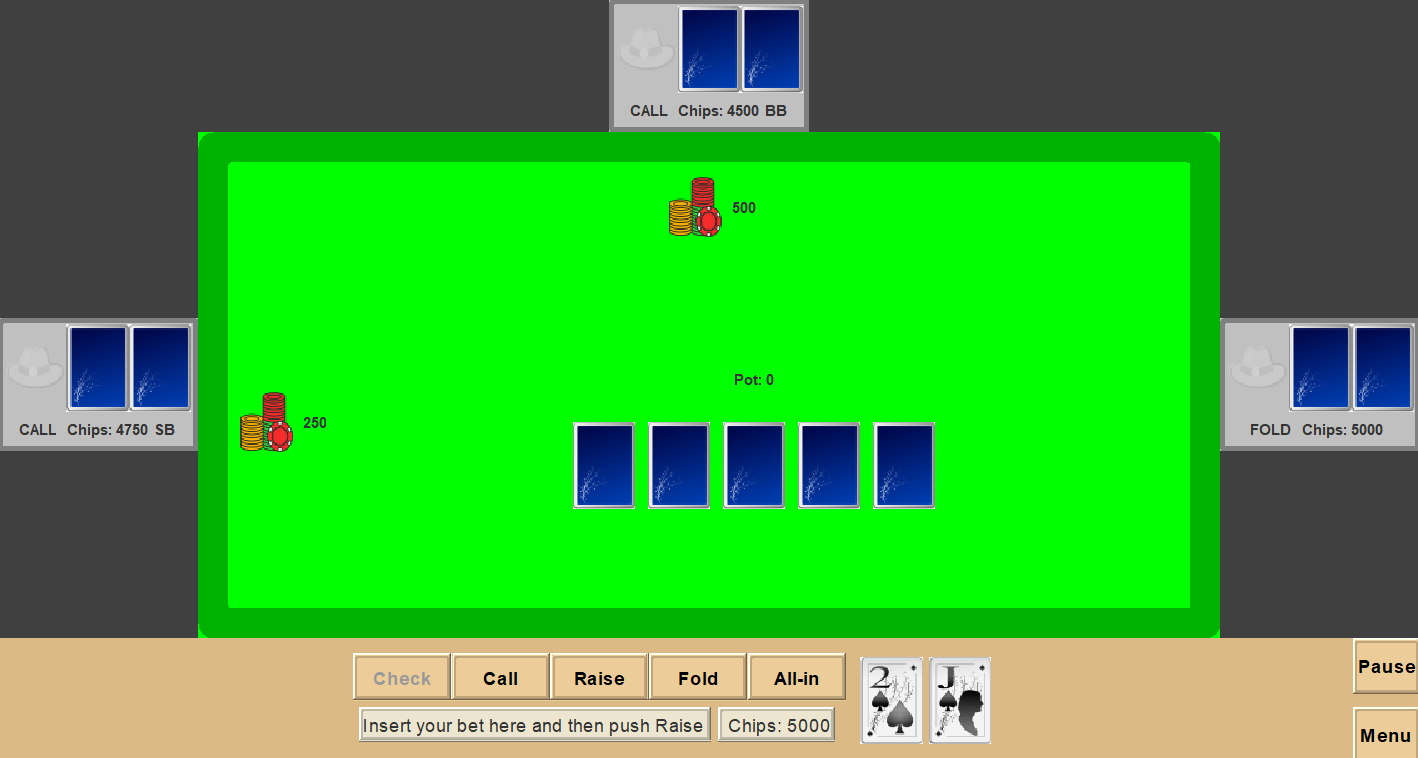 CALL Chips: 4500 BB
500
Pot: 0
250
CALL Chips: 4750 SB
FOLD Chips: 5000
Check Call Raise Fold All-in
2 J
Pause
Insert your bet here and then push Raise Chips: 5000
Menu